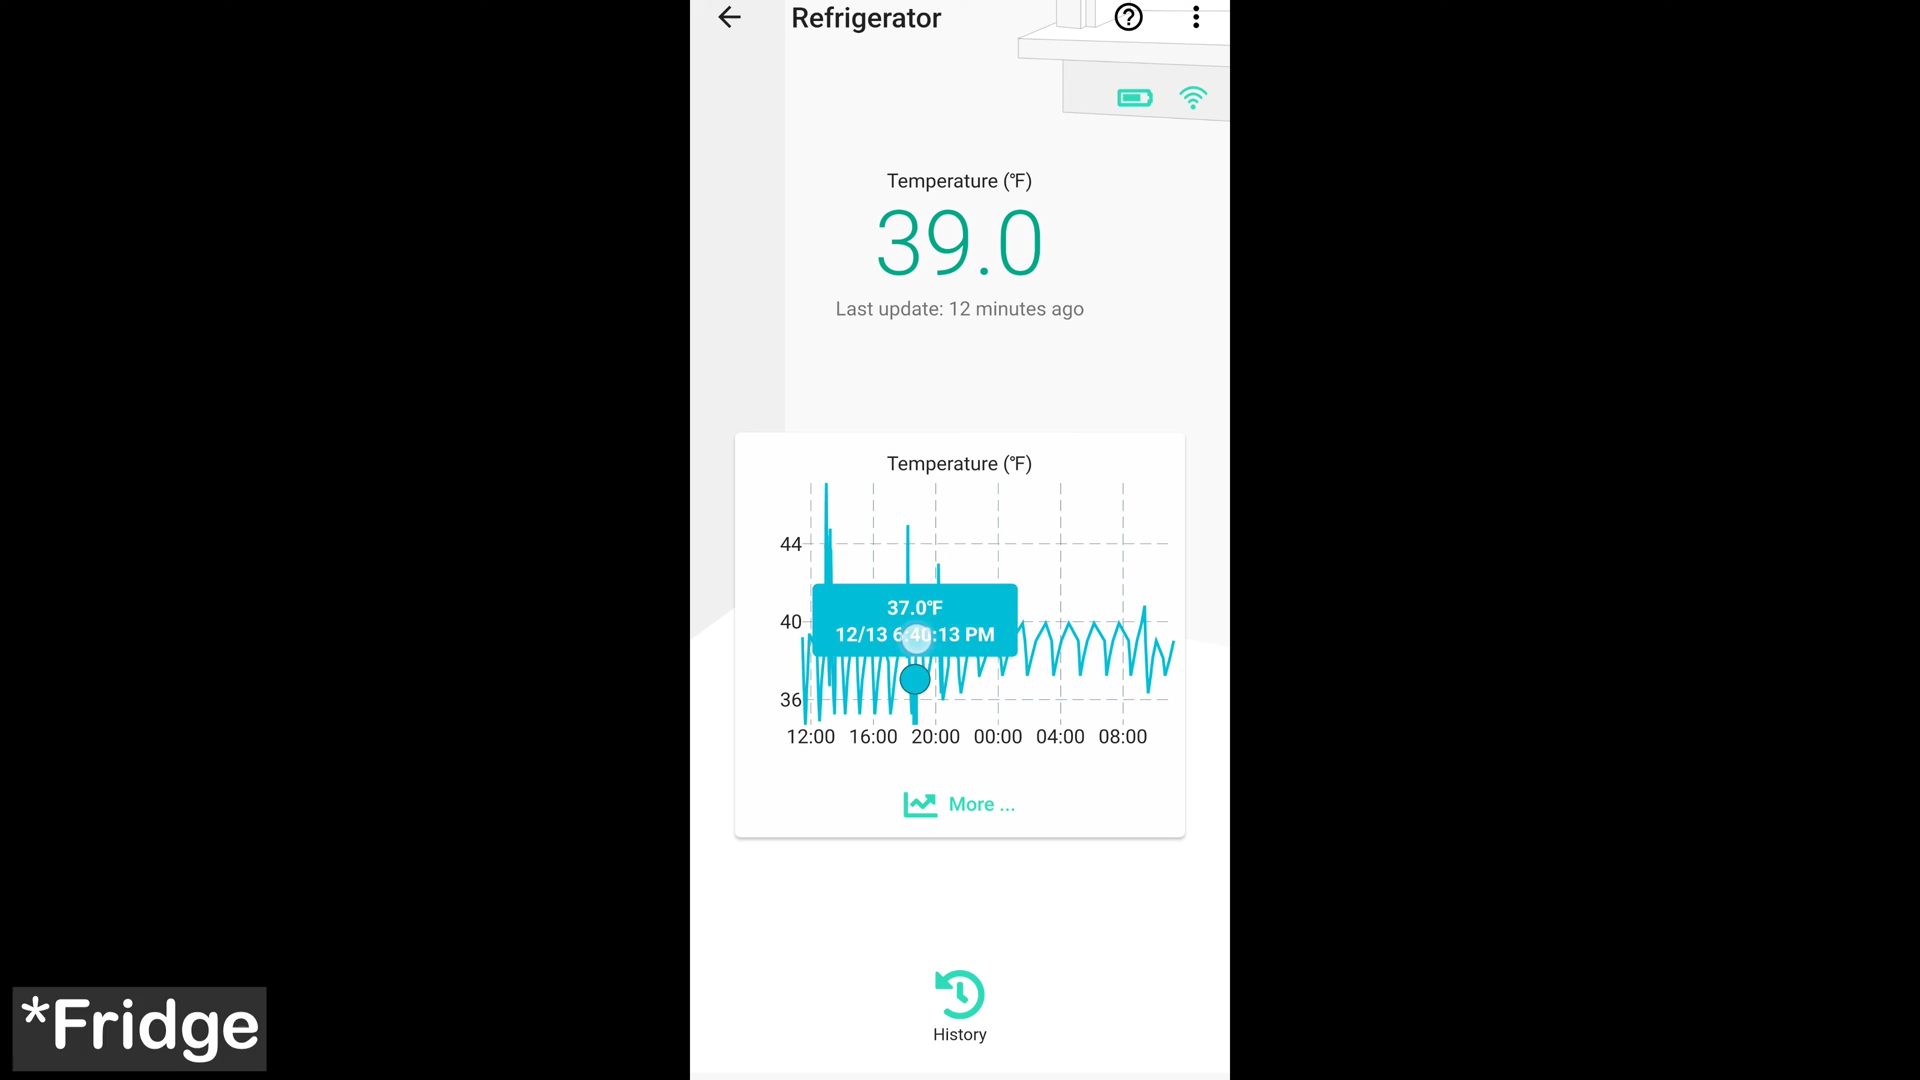 Refrigerator
Temperature (°F)
39.0
Last update: 12 minutes ago
Temperature (°F)
44
40
36
37.0°F
12/13 6:40:13 PM
12:00 16:00 20:00 00:00 04:00 08:00
More ...
History
*Fridge